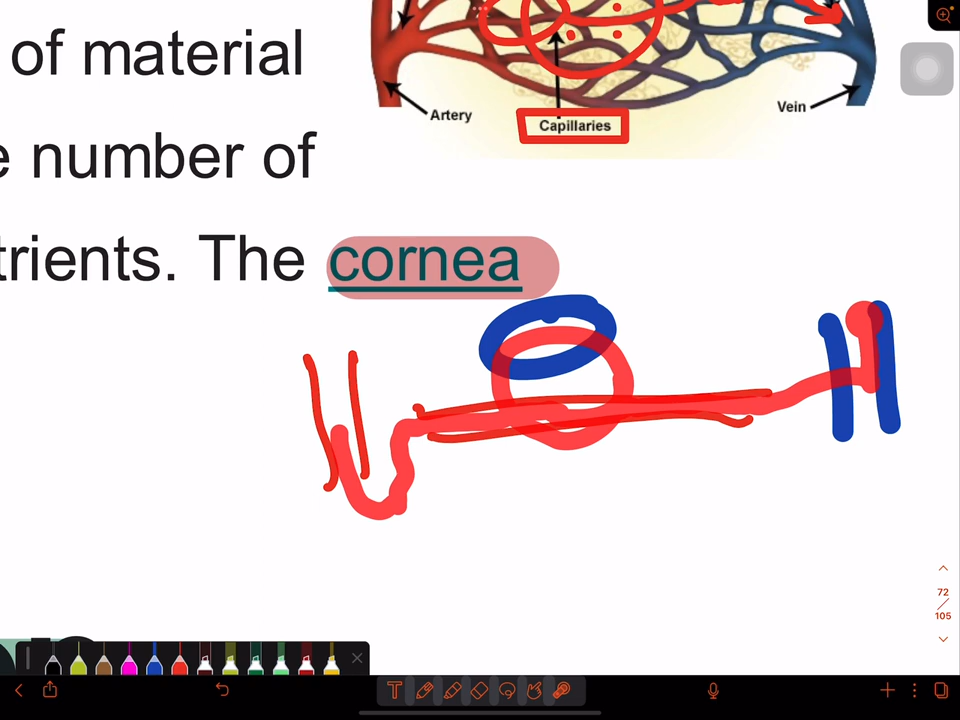 of material
Artery
Vein
Capillaries
e number of
trients. The cornea
72
105
T